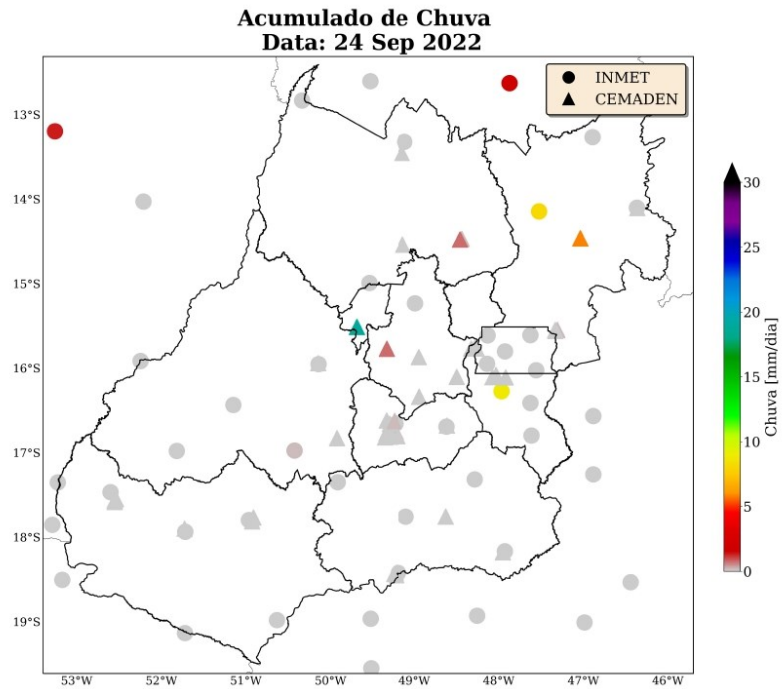 Acumulado de Chuva
Data: 24 Sep 2022
INMET
CEMADEN
13°S
14°S
15°S
16°S
17°S
18°S
19°S
53°W
52°W
51°W
50°W
49°W
48°W
47°W
46°W
30
25
20
15
10
5
0
Chuva [mm/dia]